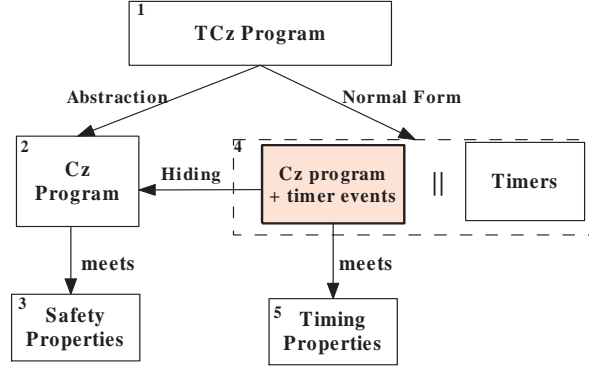 1
TCz Program
Abstraction
Normal Form
2
Cz
Program
Hiding
4
Cz program
+ timer events
||
Timers
meets
meets
3
Safety
Properties
5
Timing
Properties